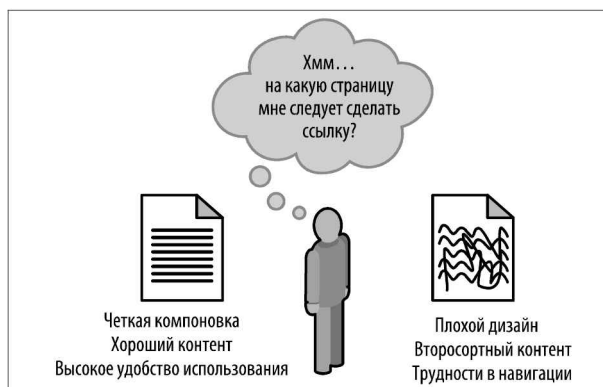 Хмм...
на какую страницу
мне следует сделать
ссылку?
Четкая компоновка
Хороший контент
Высокое удобство использования
Плохой дизайн
Второсортный контент
Трудности в навигации